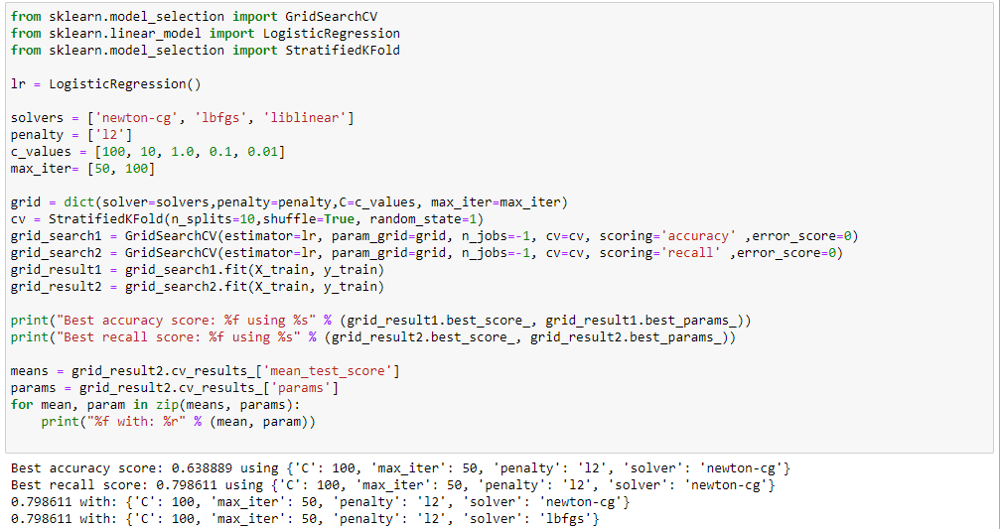 from sklearn.model_selection import GridSearchCV
from sklearn.linear_model import LogisticRegression
from sklearn.model_selection import StratifiedKFold
lr = LogisticRegression()
solvers = ['newton-cg', 'lbfgs', 'liblinear']
penalty = ['l2']
c_values = [100, 10, 1.0, 0.1, 0.01]
max_iter= [50, 100]
grid = dict(solver=solvers,penalty=penalty,C=c_values, max_iter=max_iter)
cv = StratifiedKFold(n_splits=10,shuffle=True, random_state=1)
grid_search1 = GridSearchCV(estimator=lr, param_grid=grid, n_jobs=-1, cv=cv, scoring='accuracy' ,error_score=0)
grid_search2 = GridSearchCV(estimator=lr, param_grid=grid, n_jobs=-1, cv=cv, scoring='recall' ,error_score=0)
grid_result1 = grid_search1.fit(X_train, y_train)
grid_result2 = grid_search2.fit(X_train, y_train)
print("Best accuracy score: %f using %s" % (grid_result1.best_score_, grid_result1.best_params_))
print("Best recall score: %f using %s" % (grid_result2.best_score_, grid_result2.best_params_))
means = grid_result2.cv_results_['mean_test_score']
params = grid_result2.cv_results_['params']
for mean, param in zip(means, params):
    print("%f with: %r" % (mean, param))
Best accuracy score: 0.638889 using {'C': 100, 'max_iter': 50, 'penalty': 'l2', 'solver': 'newton-cg'}
Best recall score: 0.798611 using {'C': 100, 'max_iter': 50, 'penalty': 'l2', 'solver': 'newton-cg'}
0.798611 with: {'C': 100, 'max_iter': 50, 'penalty': 'l2', 'solver': 'newton-cg'}
0.798611 with: {'C': 100, 'max_iter': 50, 'penalty': 'l2', 'solver': 'lbfgs'}